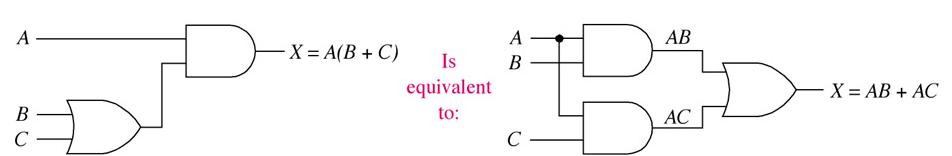 A
B
C
X = A(B + C)
Is
equivalent
to:
A
B
C
AB
AC
X = AB + AC